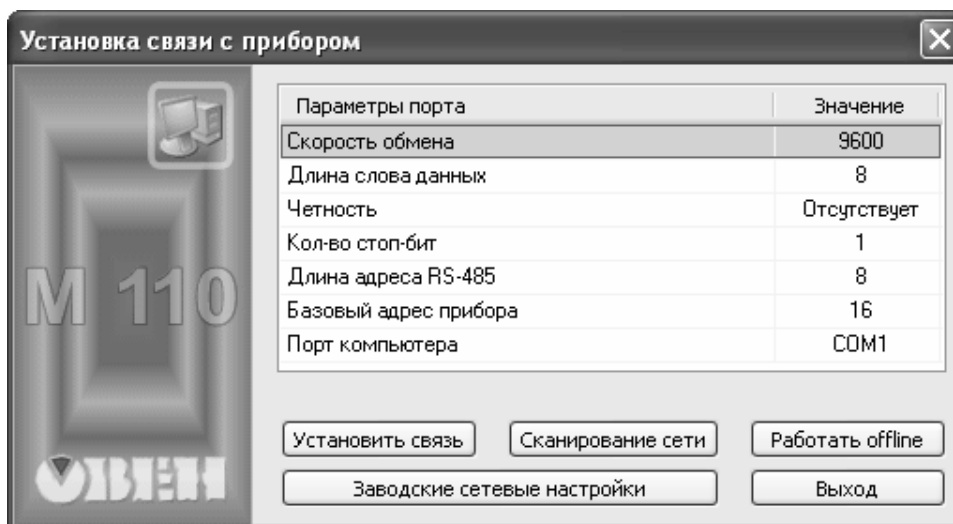 Установка связи с прибором
Параметры порта Значение
Скорость обмена 9600
Длина слова данных 8
Четность Отсутствует
Кол-во стоп-бит 1
Длина адреса RS-485 8
Базовый адрес прибора 16
Порт компьютера COM1
М 110
Установить связь Сканирование сети Работать offline
ОВЕН
Заводские сетевые настройки Выход